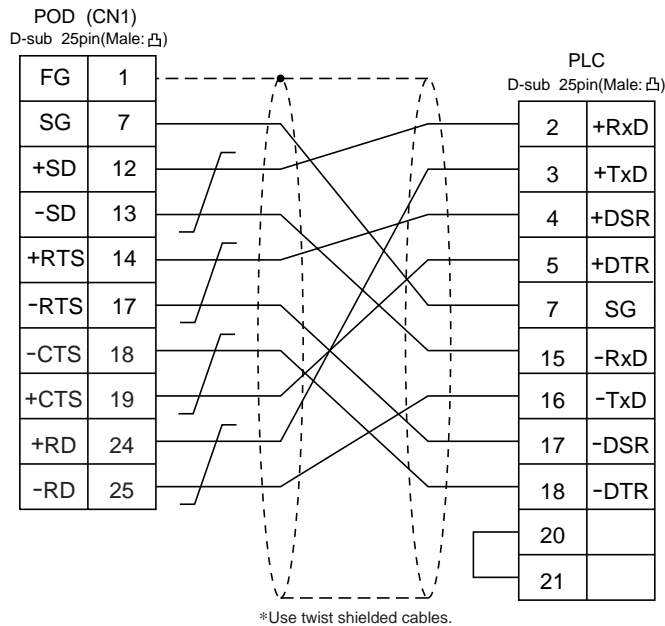 POD (CN1)
D-sub 25pin(Male: 凸)
FG 1
SG 7
+SD 12
-SD 13
+RTS 14
-RTS 17
-CTS 18
+CTS 19
+RD 24
-RD 25
PLC
D-sub 25pin(Male: 凸)
2 +RxD
3 +TxD
4 +DSR
5 +DTR
7 SG
15 -RxD
16 -TxD
17 -DSR
18 -DTR
20
21
*Use twist shielded cables.